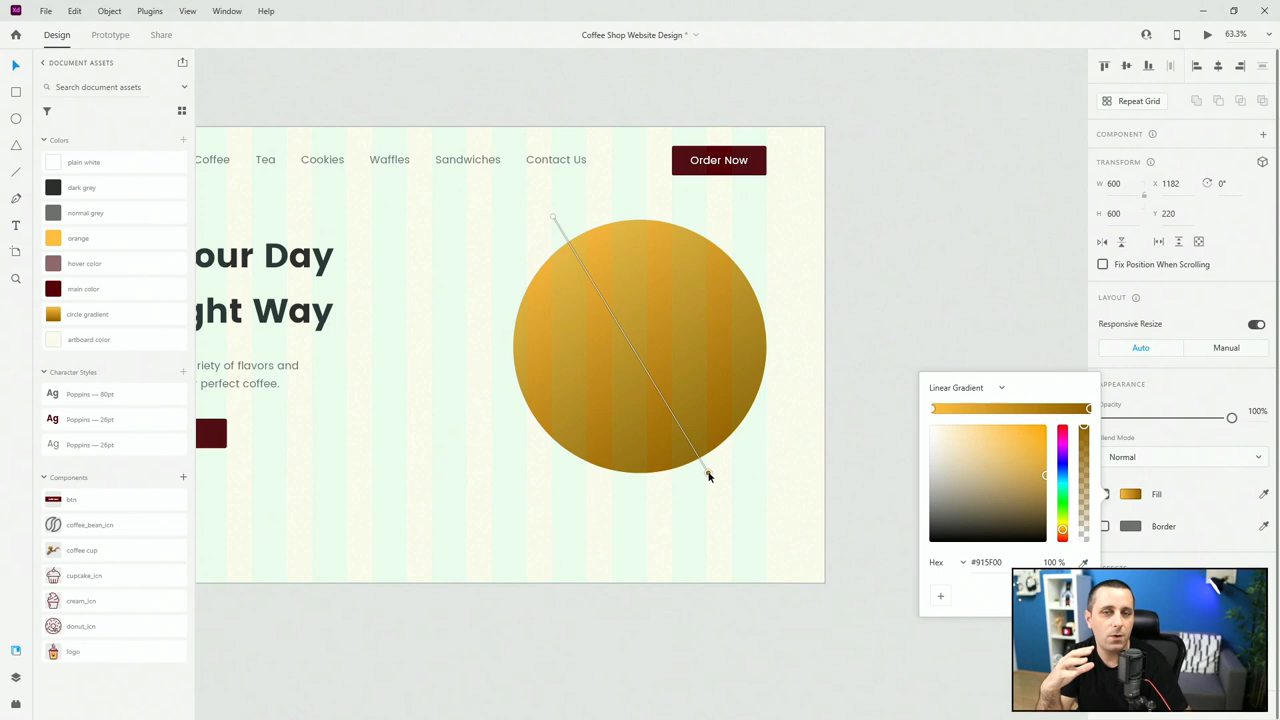 Xd File Edit Object Plugins View Window Help
Design Prototype Share
Coffee Shop Website Design *
63.3%
DOCUMENT ASSETS
Search document assets
Colors
plain white
dark grey
normal grey
orange
hover color
main color
circle gradient
artboard color
Character Styles
Ag Poppins — 80pt
Ag Poppins — 26pt
Ag Poppins — 26pt
Components
btn
coffee_bean_icn
coffee cup
cupcake_icn
cream_icn
donut_icn
logo
Coffee Tea Cookies Waffles Sandwiches Contact Us
Order Now
our Day
ght Way
riety of flavors and
perfect coffee.
Linear Gradient
Hex #915F00 100 %
Repeat Grid
COMPONENT
TRANSFORM
W 600 X 1182 0°
H 600 Y 220
Fix Position When Scrolling
LAYOUT
Responsive Resize
Auto Manual
APPEARANCE
Opacity
100%
Blend Mode
Normal
Fill
Border